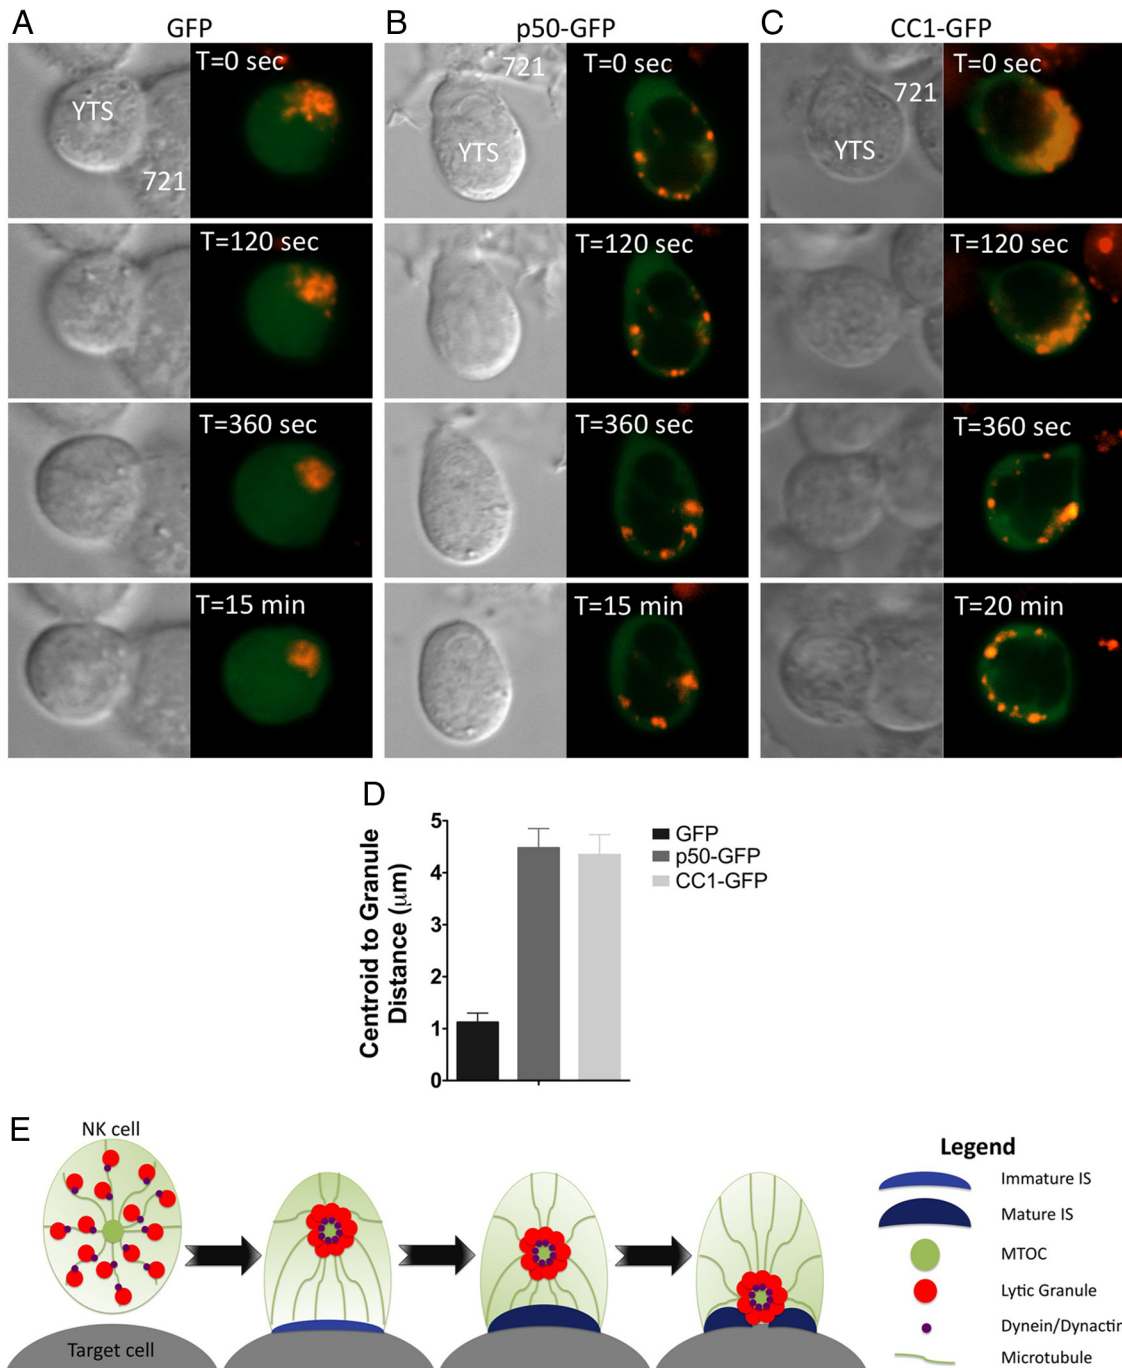 A
GFP
B
p50-GFP
C
CC1-GFP
YTS
721
T=0 sec
T=120 sec
T=360 sec
T=15 min
721
YTS
T=0 sec
T=120 sec
T=360 sec
T=15 min
721
YTS
T=0 sec
T=120 sec
T=360 sec
T=20 min
D
Centroid to Granule
Distance (μm)
5
4
3
2
1
0
GFP
p50-GFP
CC1-GFP
E
NK cell
Target cell
Legend
Immature IS
Mature IS
MTOC
Lytic Granule
Dynein/Dynactin
Microtubule